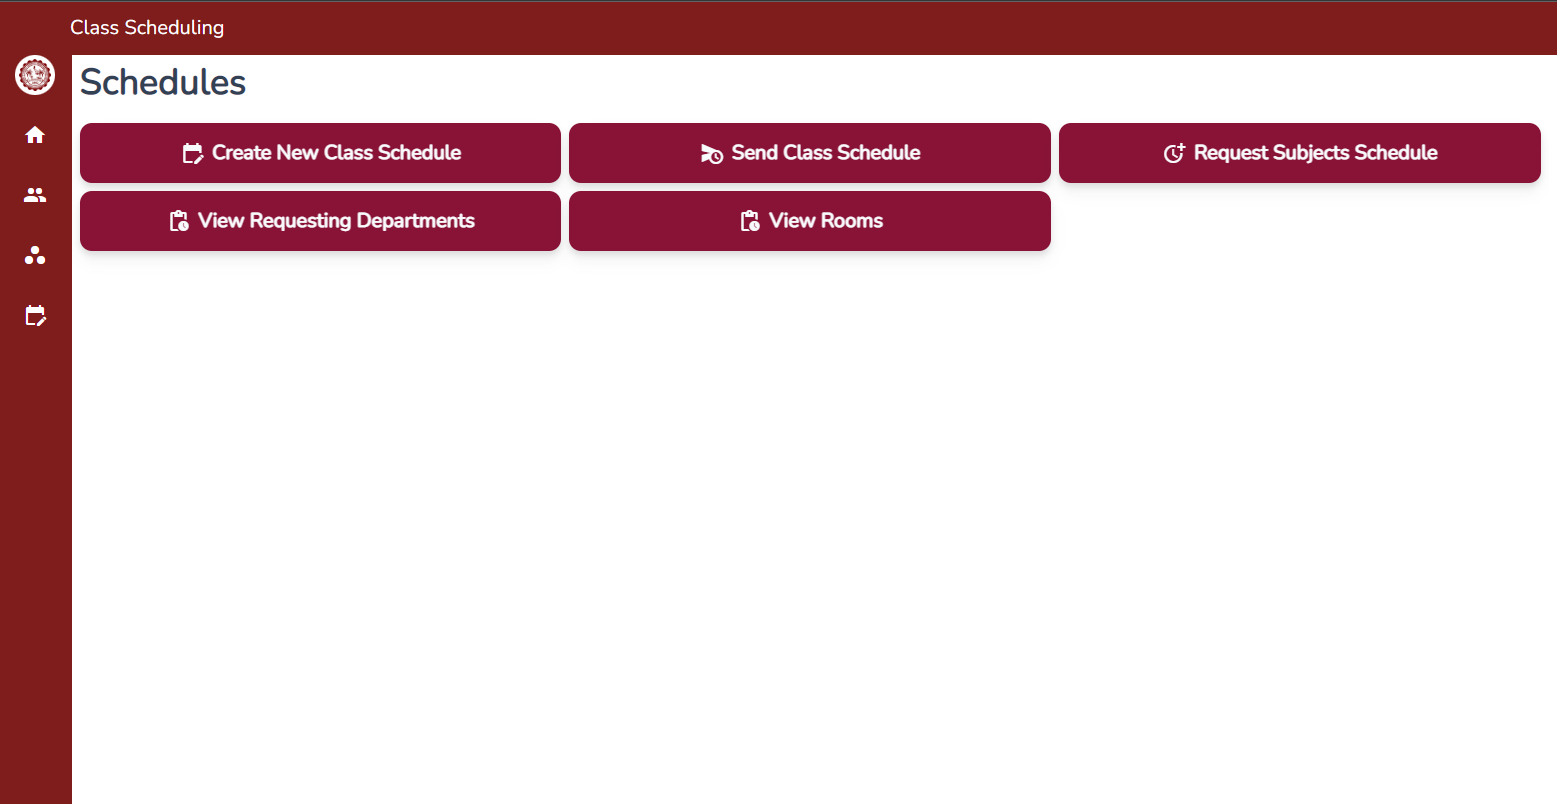 Class Scheduling
Schedules
Create New Class Schedule
Send Class Schedule
Request Subjects Schedule
View Requesting Departments
View Rooms